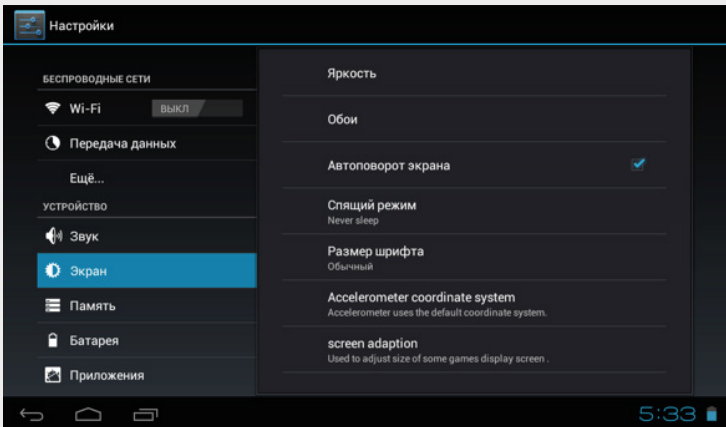 Настройки
БЕСПРОВОДНЫЕ СЕТИ
Wi-Fi
ВЫКЛ
Передача данных
Ещё...
УСТРОЙСТВО
Звук
Экран
Память
Батарея
Приложения
Яркость
Обои
Автоповорот экрана
Спящий режим
Never sleep
Размер шрифта
Обычный
Accelerometer coordinate system
Accelerometer uses the default coordinate system.
screen adaption
Used to adjust size of some games display screen .
5:33